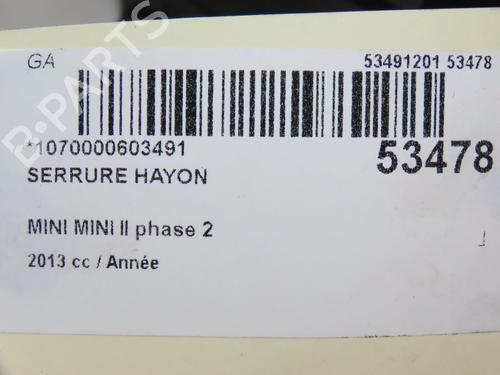 GA
53491201 53478
*1070000603491
53478
SERRURE HAYON
MINI MINI II phase 2
2013 cc / Année
B-PARTS